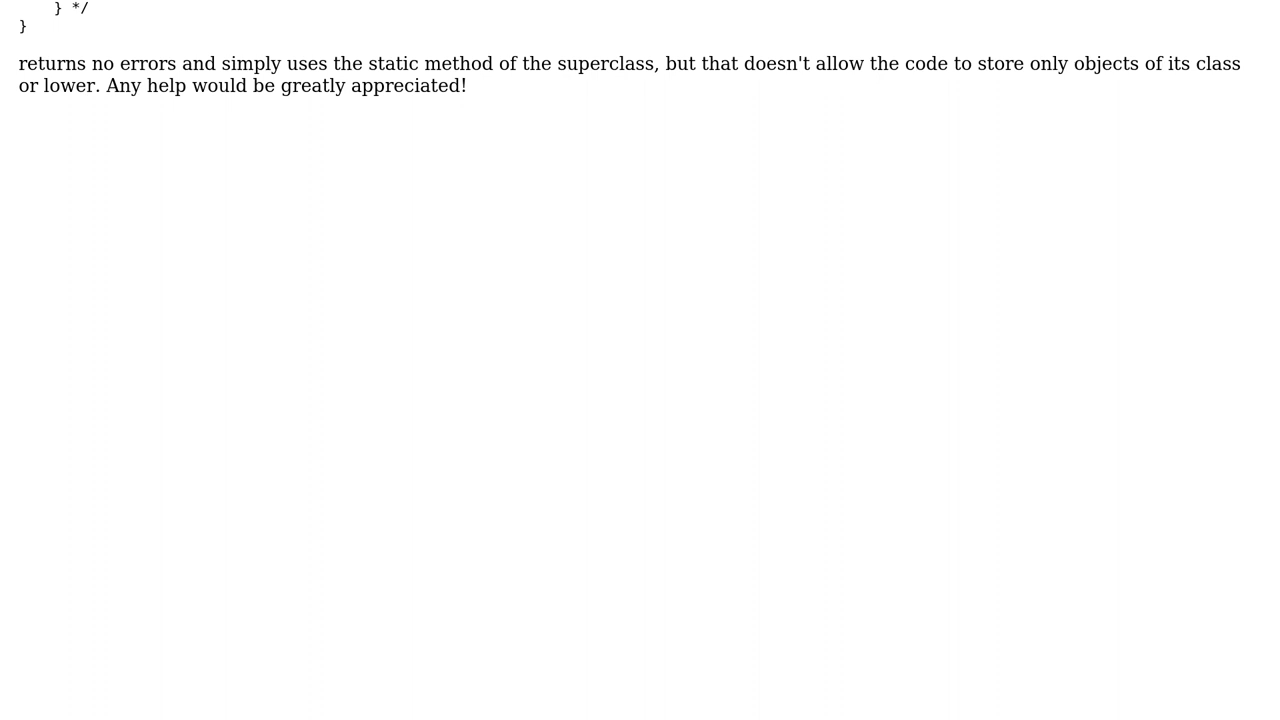 } */
}
returns no errors and simply uses the static method of the superclass, but that doesn't allow the code to store only objects of its class
or lower. Any help would be greatly appreciated!